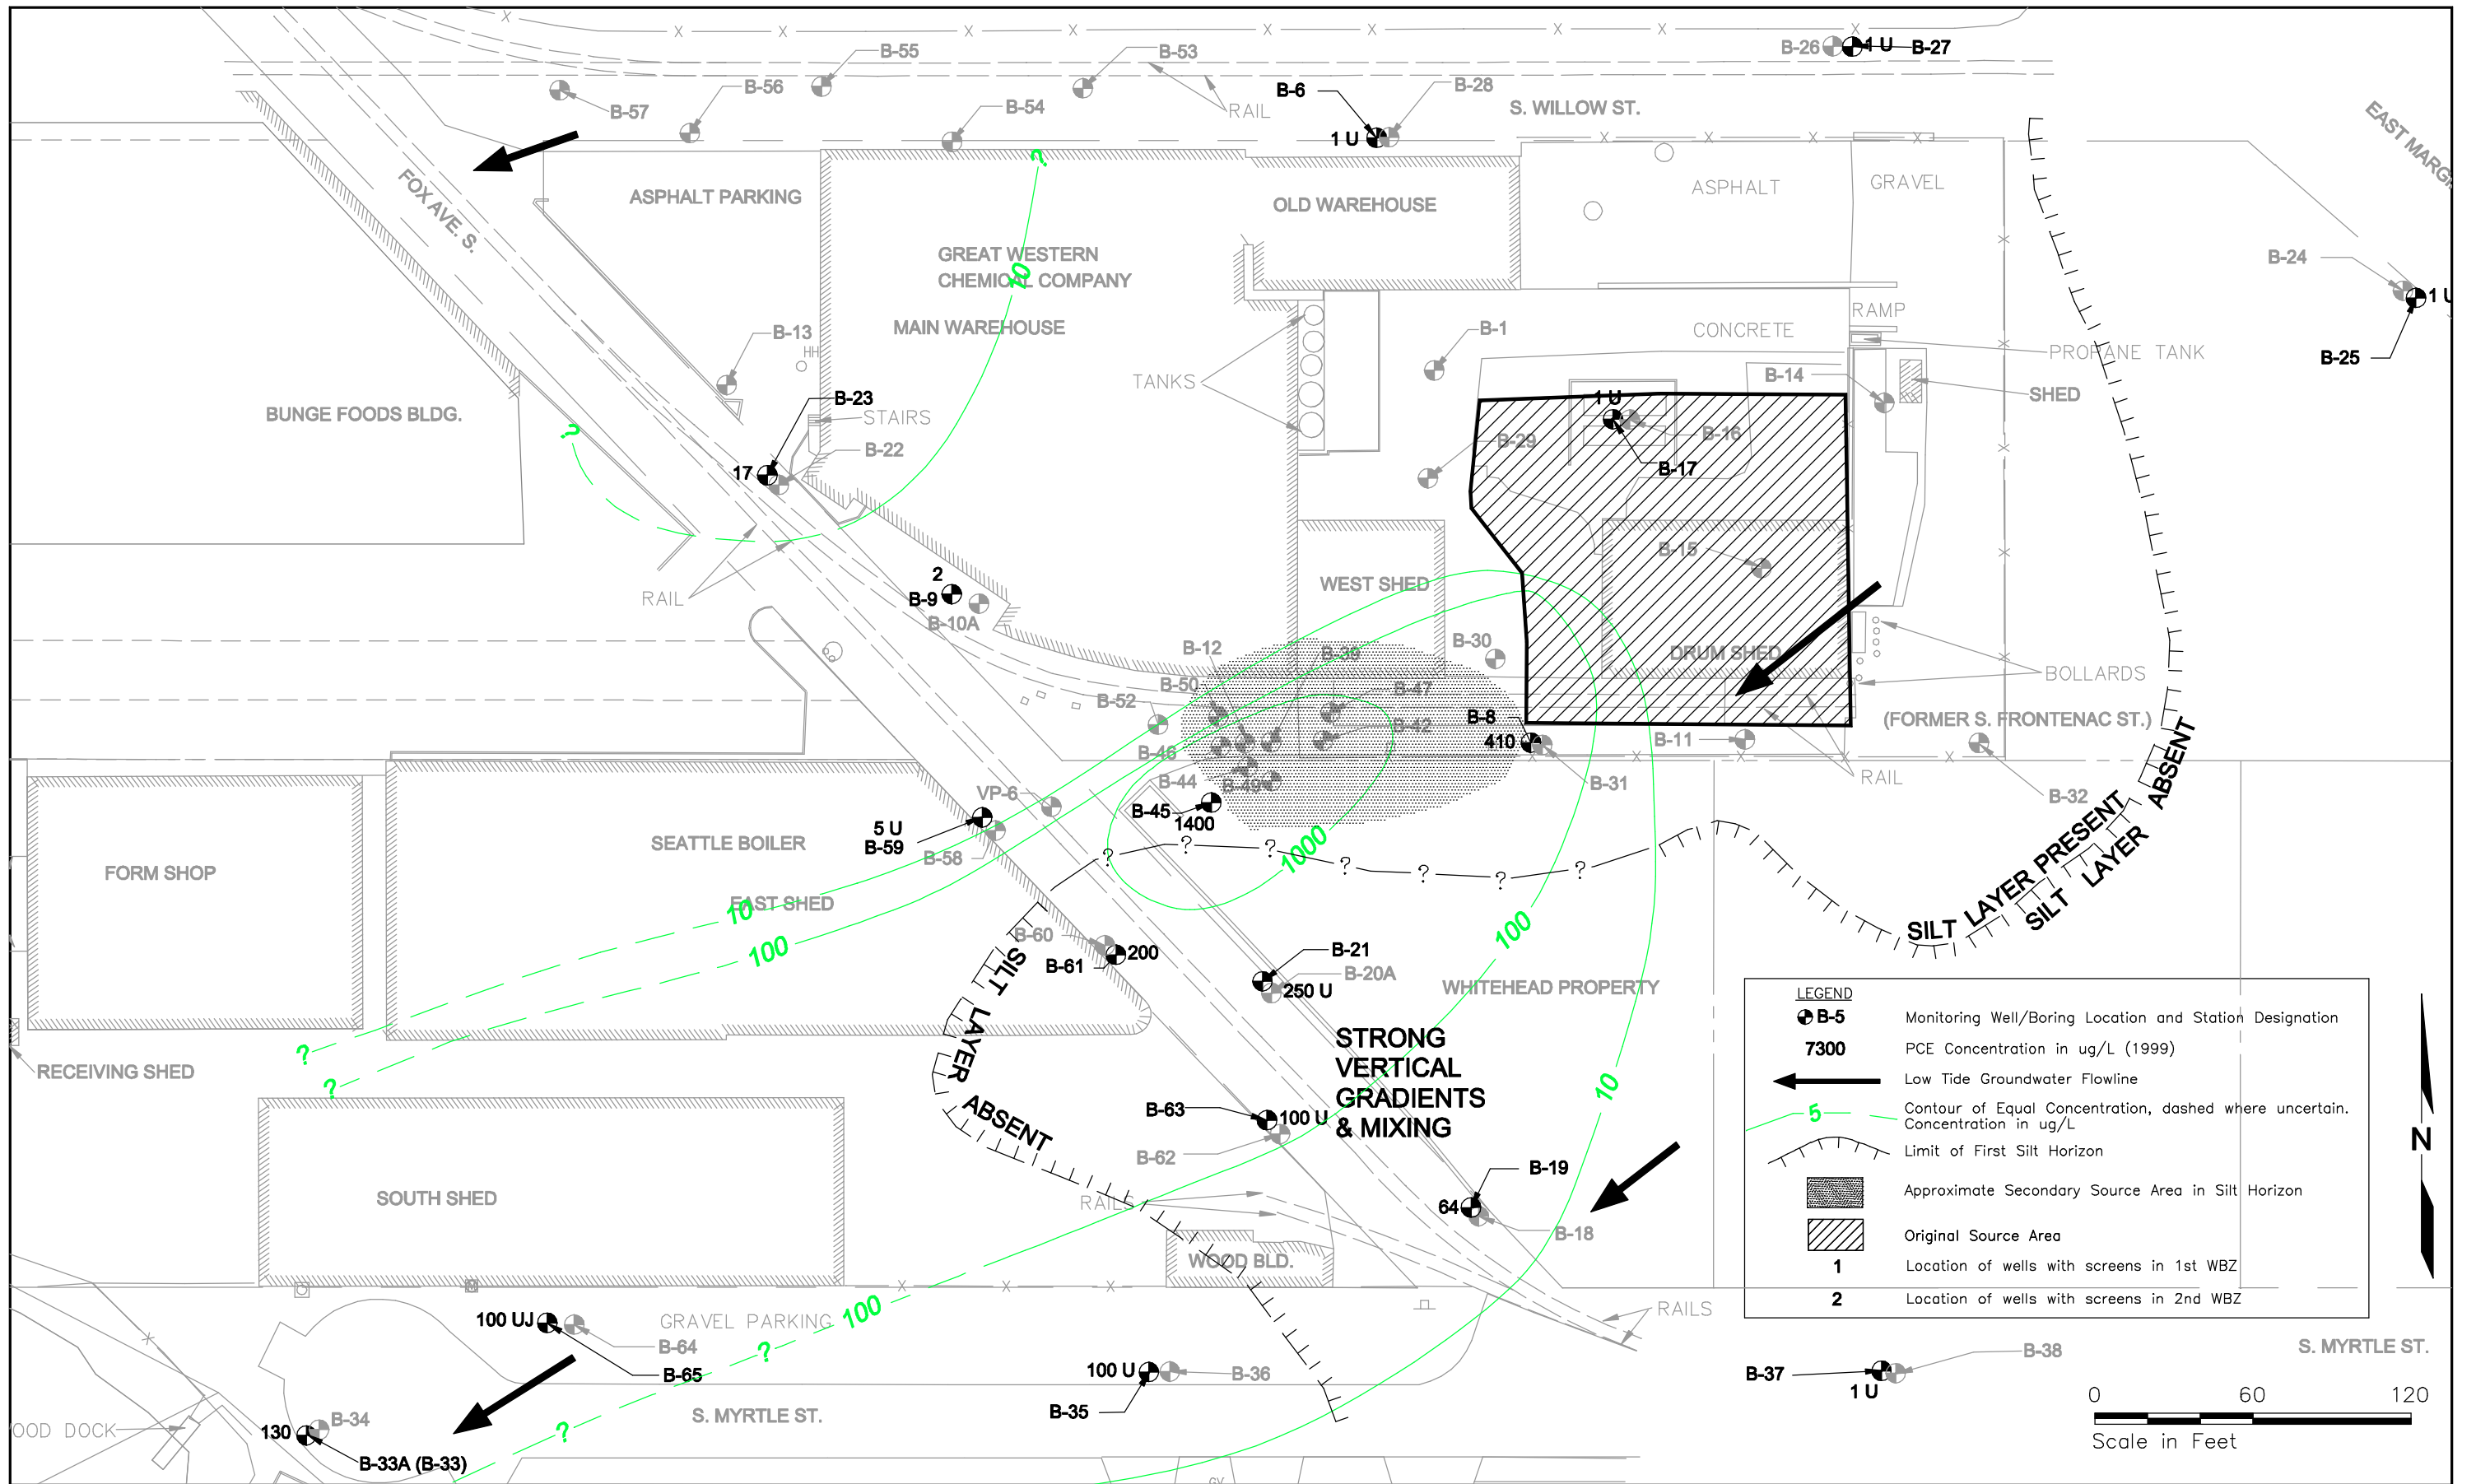 B-55
B-53
B-26
1 U
B-27
B-57
B-56
B-54
RAIL
B-6
B-28
1 U
S. WILLOW ST.
FOX AVE. S.
ASPHALT PARKING
?
OLD WAREHOUSE
ASPHALT
GRAVEL
GREAT WESTERN
CHEMICAL COMPANY
10
MAIN WAREHOUSE
B-24
1 U
B-25
RAMP
CONCRETE
PROPANE TANK
B-13
HH
B-1
TANKS
B-14
SHED
B-23
STAIRS
BUNGE FOODS BLDG.
?
B-22
17
1 U
B-16
B-29
B-17
RAIL
2
B-9
B-10A
WEST SHED
B-15
B-12
B-30
DRUM SHED
BOLLARDS
B-50
B-47
B-52
B-42
B-8
410
B-46
B-11
(FORMER S. FRONTENAC ST.)
B-44
B-49
B-31
RAIL
B-32
VP-6
B-45
1400
5 U
B-59
B-58
SEATTLE BOILER
EAST SHED
FORM SHOP
1000
? ? ? ? ? ? ?
SILT LAYER PRESENT
SILT LAYER ABSENT
10
100
B-60
200
B-61
SILT LAYER ABSENT
B-21
B-20A
250 U
100
WHITEHEAD PROPERTY
?
?
RECEIVING SHED
STRONG
VERTICAL
GRADIENTS
& MIXING
10
B-63
100 U
B-62
B-19
64
B-18
SOUTH SHED
RAILS
WOOD BLD.
RAILS
LEGEND
B-5 Monitoring Well/Boring Location and Station Designation
7300 PCE Concentration in ug/L (1999)
Low Tide Groundwater Flowline
5 Contour of Equal Concentration, dashed where uncertain.
Concentration in ug/L
Limit of First Silt Horizon
Approximate Secondary Source Area in Silt Horizon
Original Source Area
1 Location of wells with screens in 1st WBZ
2 Location of wells with screens in 2nd WBZ
N
100 UJ
B-64
B-65
GRAVEL PARKING
100
?
100 U
B-36
B-35
B-37
1 U
B-38
S. MYRTLE ST.
S. MYRTLE ST.
?
130
B-34
B-33A (B-33)
DOCK
0 60 120
Scale in Feet